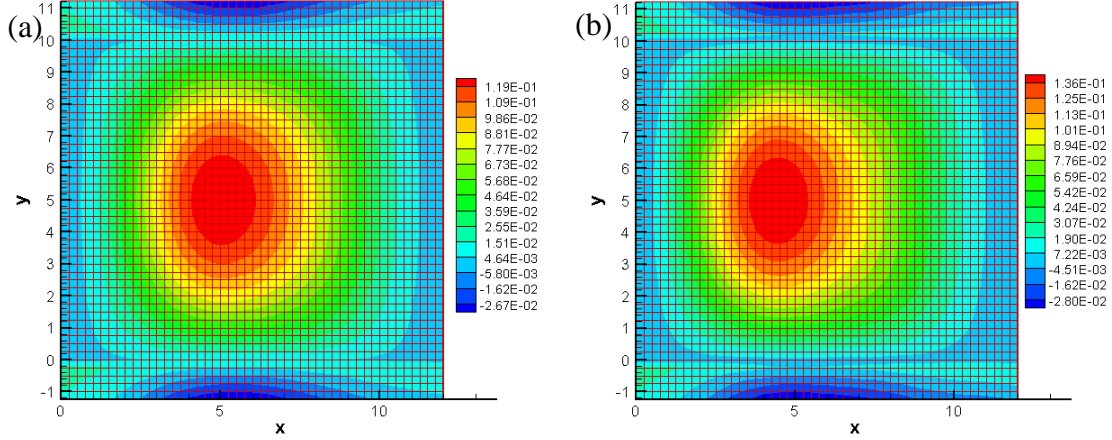 (a)
11
10
9
8
7
6
5
4
3
2
1
0
-1
y
0
5
10
x
1.19E-01
1.09E-01
9.86E-02
8.81E-02
7.77E-02
6.73E-02
5.68E-02
4.64E-02
3.59E-02
2.55E-02
1.51E-02
4.64E-03
-5.80E-03
-1.62E-02
-2.67E-02
(b)
11
10
9
8
7
6
5
4
3
2
1
0
-1
y
0
5
10
x
1.36E-01
1.25E-01
1.13E-01
1.01E-01
8.94E-02
7.76E-02
6.59E-02
5.42E-02
4.24E-02
3.07E-02
1.90E-02
7.22E-03
-4.51E-03
-1.62E-02
-2.80E-02